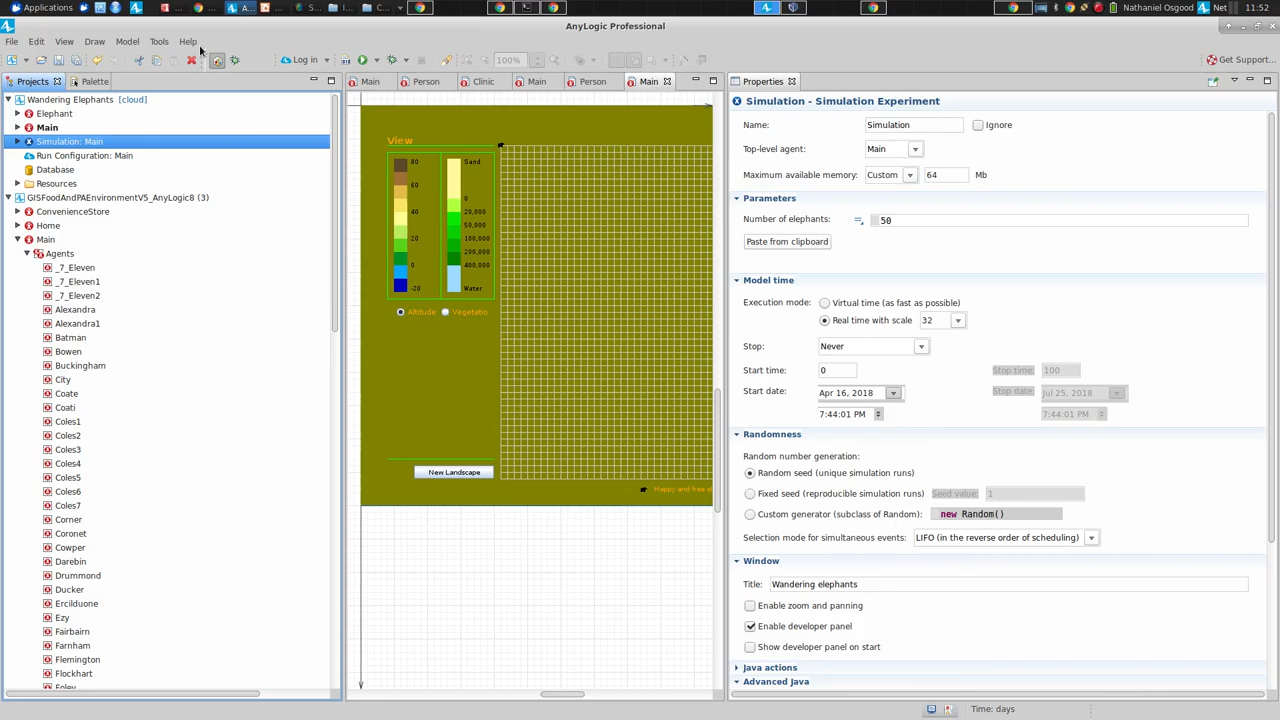 Applications
A...
S...
I...
C...
Nathaniel Osgood
Net
11:52
AnyLogic Professional
File Edit View Draw Model Tools Help
Log in
100%
Get Support...
Projects
Palette
Main
Person
Clinic
Main
Person
Main
Properties
Wandering Elephants [cloud]
Elephant
Main
Simulation: Main
Run Configuration: Main
Database
Resources
GISFoodAndPAEnvironmentV5_AnyLogic8 (3)
ConvenienceStore
Home
Main
Agents
_7_Eleven
_7_Eleven1
_7_Eleven2
Alexandra
Alexandra1
Batman
Bowen
Buckingham
City
Coate
Coati
Coles1
Coles2
Coles3
Coles4
Coles5
Coles6
Coles7
Corner
Coronet
Cowper
Darebin
Drummond
Ducker
Ercilduone
Ezy
Fairbairn
Farnham
Flemington
Flockhart
View
80
60
40
20
0
-20
Sand
0
20,000
50,000
100,000
200,000
400,000
Water
Altitude
Vegetatio
New Landscape
Happy and free
Simulation - Simulation Experiment
Name: Simulation Ignore
Top-level agent: Main
Maximum available memory: Custom 64 Mb
Parameters
Number of elephants: 50
Paste from clipboard
Model time
Execution mode: Virtual time (as fast as possible)
Real time with scale 32
Stop: Never
Start time: 0 Stop time: 100
Start date: Apr 16, 2018 Stop date: Jul 25, 2018
7:44:01 PM 7:44:01 PM
Randomness
Random number generation:
Random seed (unique simulation runs)
Fixed seed (reproducible simulation runs) Seed value: 1
Custom generator (subclass of Random): new Random()
Selection mode for simultaneous events: LIFO (in the reverse order of scheduling)
Window
Title: Wandering elephants
Enable zoom and panning
Enable developer panel
Show developer panel on start
Java actions
Advanced Java
Time: days